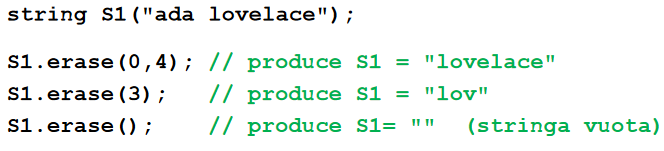 string S1("ada lovelace");
S1.erase(0,4); // produce S1 = "lovelace"
S1.erase(3);   // produce S1 = "lov"
S1.erase();    // produce S1= ""  (stringa vuota)